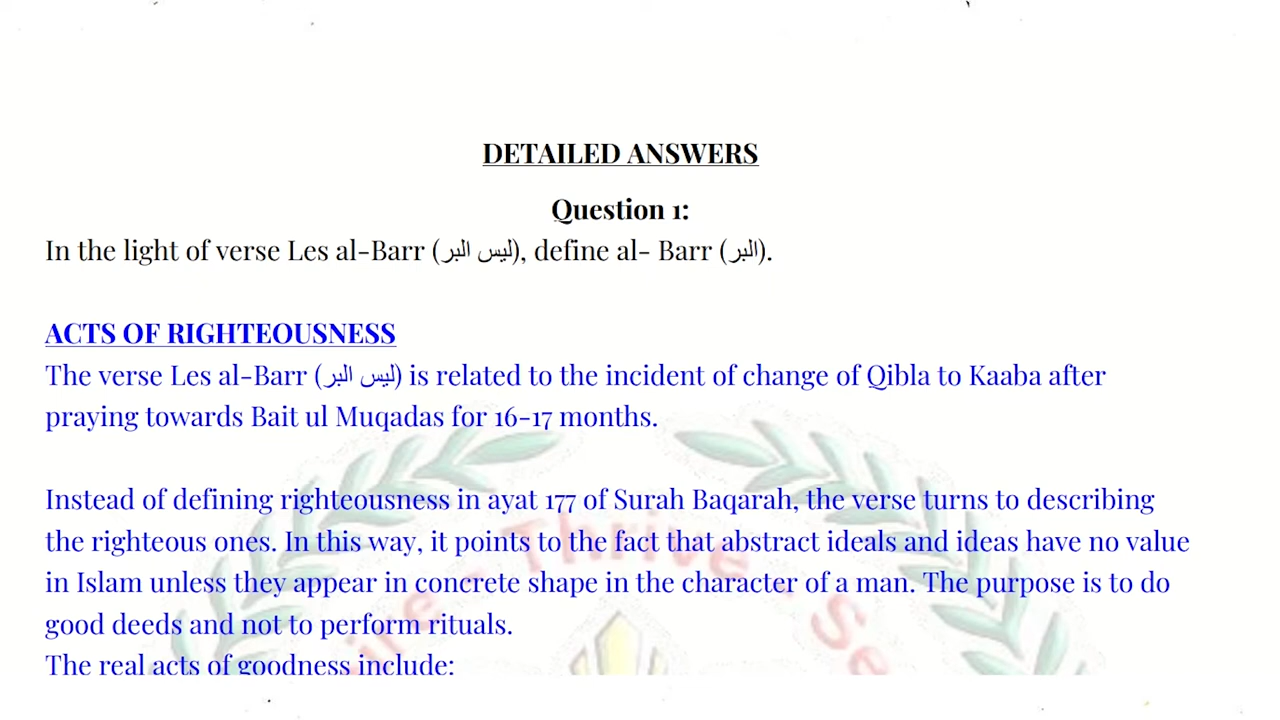 DETAILED ANSWERS
Question 1:
In the light of verse Les al-Barr (ليس البر), define al- Barr (البر).
ACTS OF RIGHTEOUSNESS
The verse Les al-Barr (ليس البر) is related to the incident of change of Qibla to Kaaba after
praying towards Bait ul Muqadas for 16-17 months.
Instead of defining righteousness in ayat 177 of Surah Baqarah, the verse turns to describing
the righteous ones. In this way, it points to the fact that abstract ideals and ideas have no value
in Islam unless they appear in concrete shape in the character of a man. The purpose is to do
good deeds and not to perform rituals.
The real acts of goodness include:
Thrive